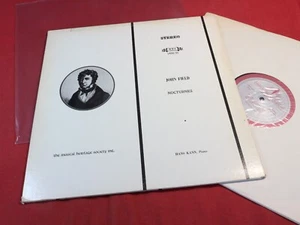 STEREO
JOHN FIELD
NOCTURNES
HANS KANN, Piano
the musical heritage society inc.